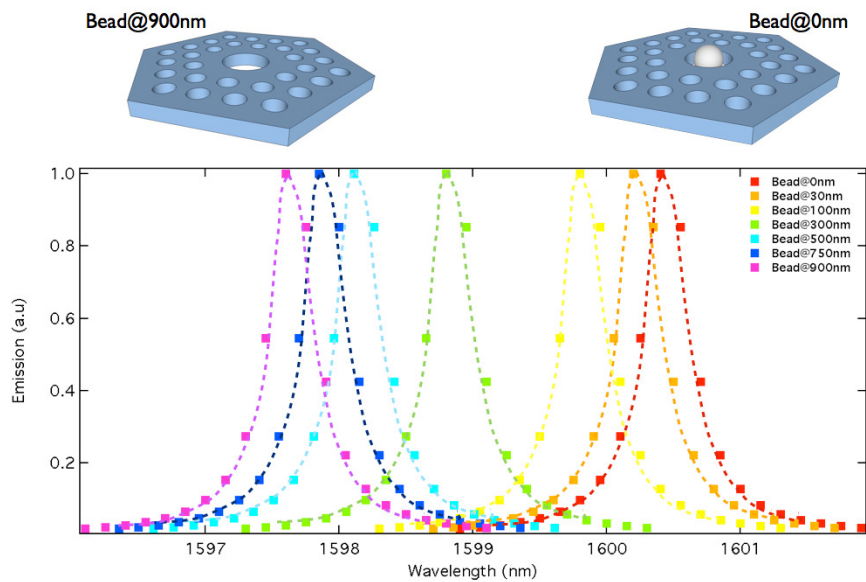 Bead@900nm
Bead@0nm
1.0
0.8
0.6
0.4
0.2
Emission (a.u)
Bead@0nm
Bead@30nm
Bead@100nm
Bead@300nm
Bead@500nm
Bead@750nm
Bead@900nm
1597
1598
1599
1600
1601
Wavelength (nm)